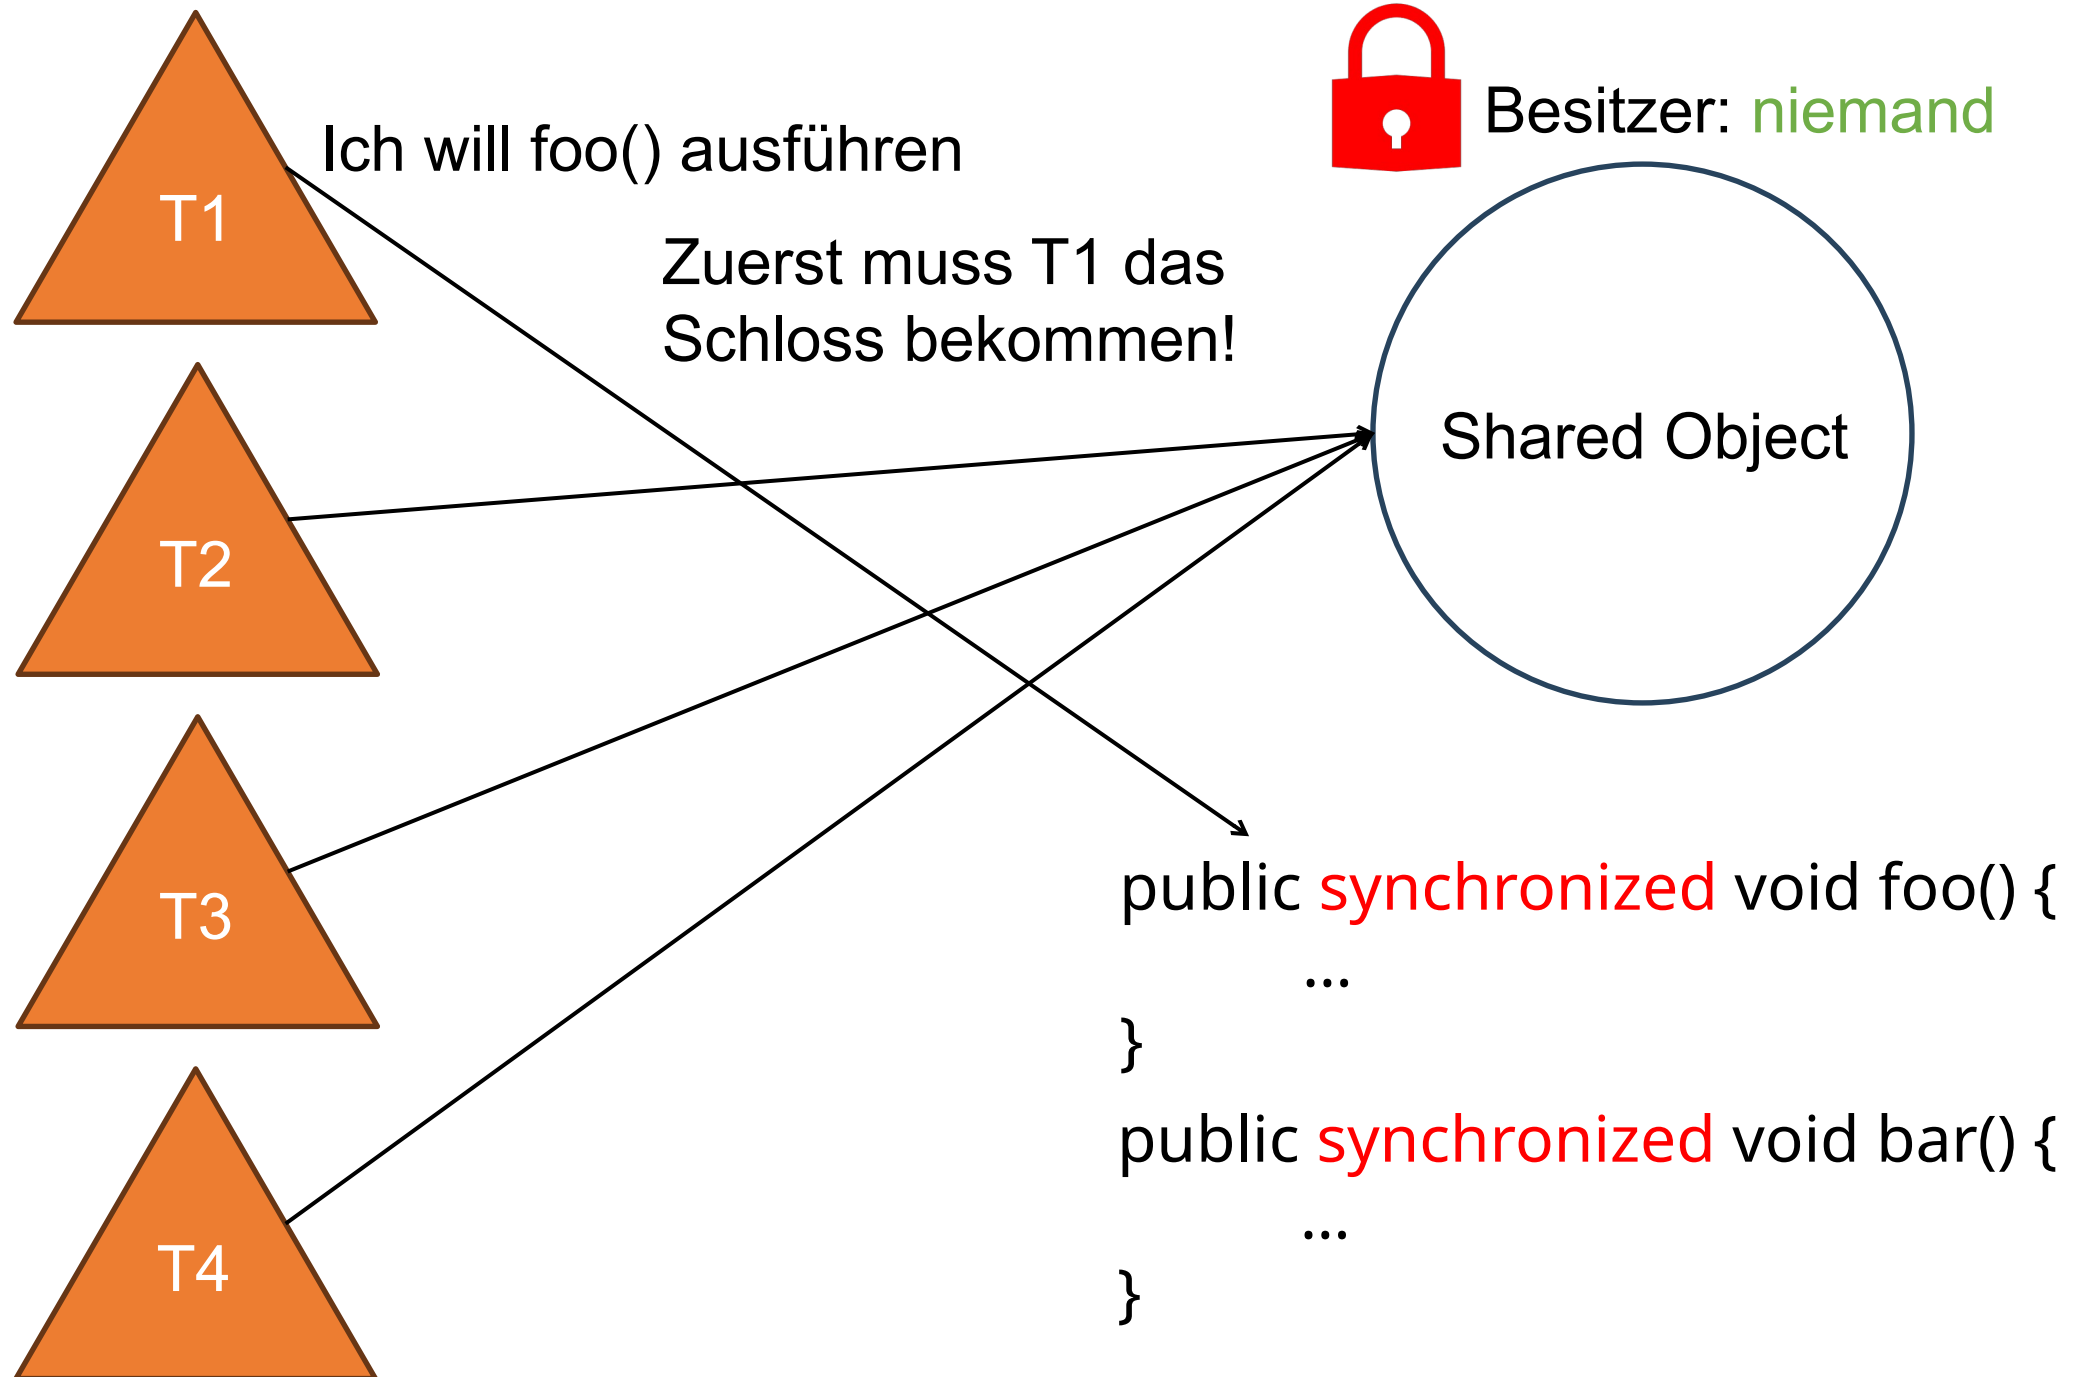 T1
Ich will foo() ausführen
Besitzer: niemand
Zuerst muss T1 das
Schloss bekommen!
Shared Object
T2
T3
T4
public synchronized void foo() {
...
}
public synchronized void bar() {
...
}